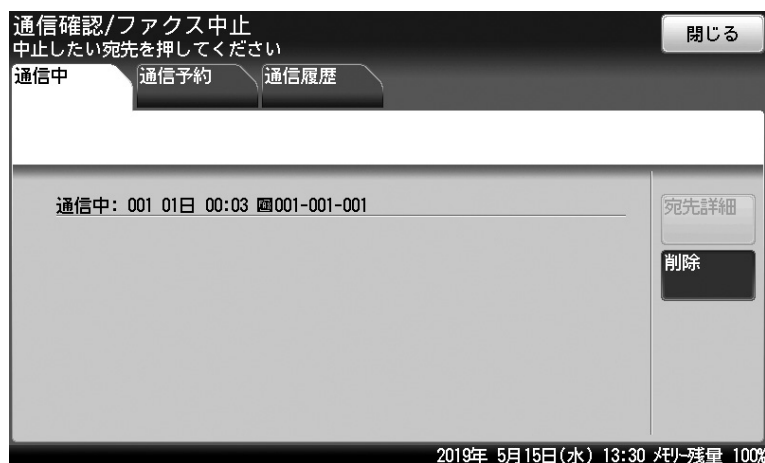 通信確認/ファクス中止
中止したい宛先を押してください
閉じる
通信中
通信予約
通信履歴
通信中: 001 01日 00:03 001-001-001
宛先詳細
削除
2019年 5月15日(水) 13:30 ﾒﾓﾘｰ残量 100%